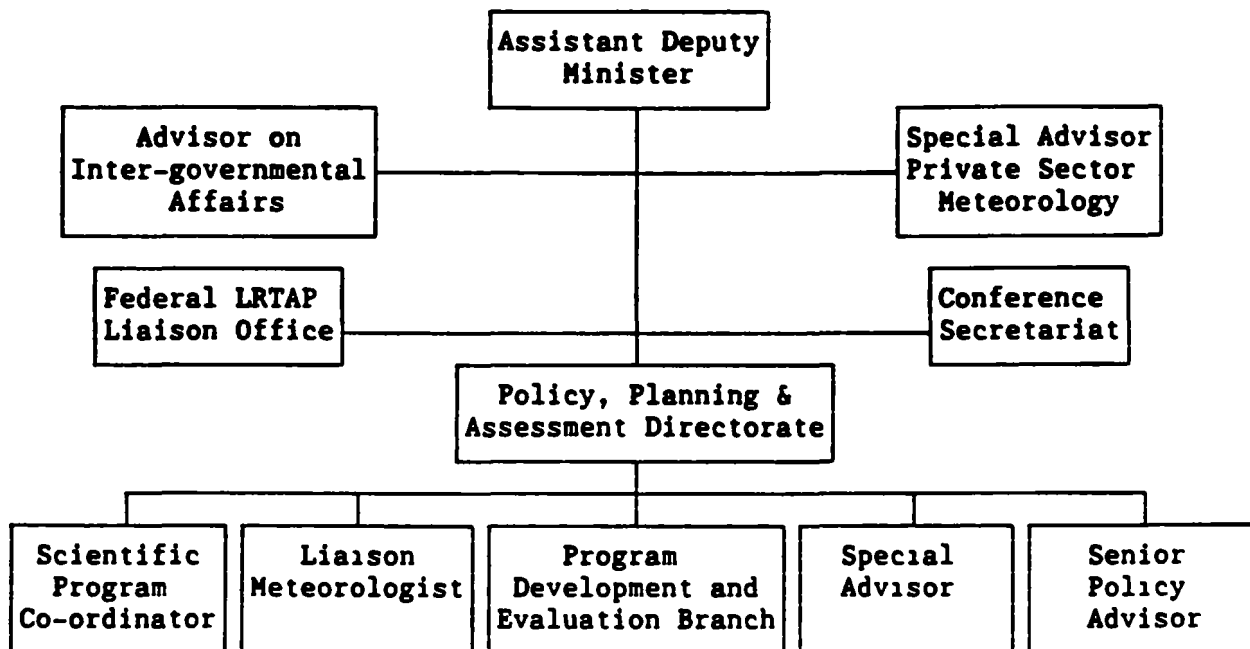 Assistant Deputy
Minister
Advisor on
Inter-governmental
Affairs
Special Advisor
Private Sector
Meteorology
Federal LRTAP
Liaison Office
Conference
Secretariat
Policy, Planning &
Assessment Directorate
Scientific
Program
Co-ordinator
Liaison
Meteorologist
Program
Development and
Evaluation Branch
Special
Advisor
Senior
Policy
Advisor